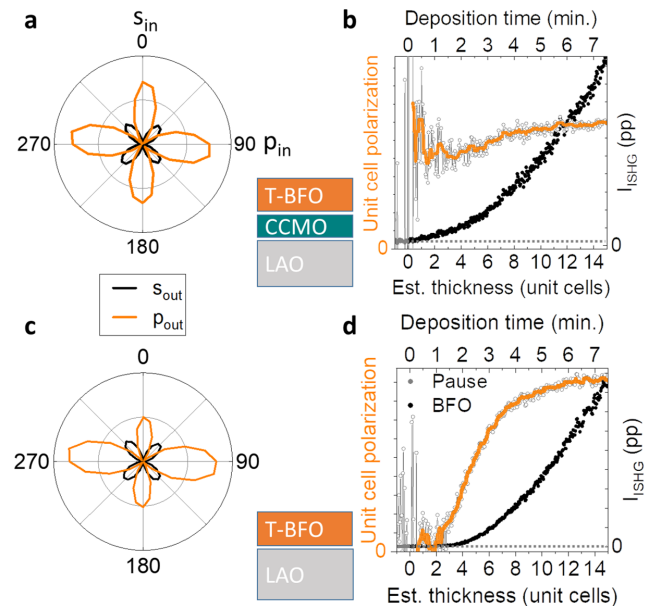 a
s_in
0
90
p_in
180
270
T-BFO
CCMO
LAO
b
Deposition time (min.)
0 1 2 3 4 5 6 7
Unit cell polarization
0
I_ISHG (pp)
0
0 2 4 6 8 10 12 14
Est. thickness (unit cells)
s_out
p_out
c
0
90
180
270
T-BFO
LAO
d
Deposition time (min.)
0 1 2 3 4 5 6 7
Pause
BFO
Unit cell polarization
0
I_ISHG (pp)
0
0 2 4 6 8 10 12 14
Est. thickness (unit cells)